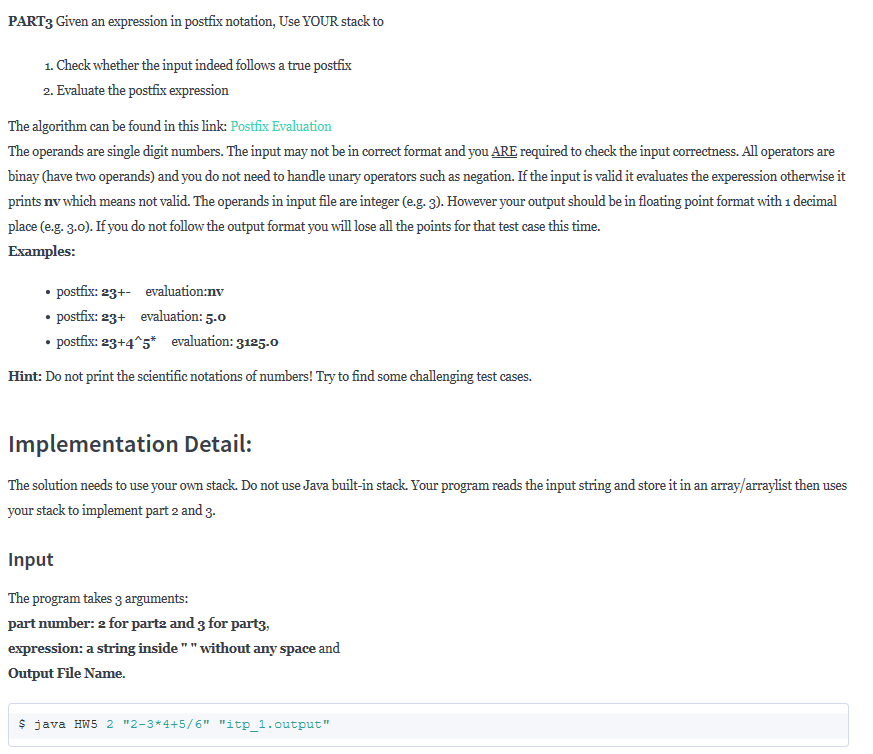 PART3 Given an expression in postfix notation, Use YOUR stack to
1. Check whether the input indeed follows a true postfix
2. Evaluate the postfix expression
The algorithm can be found in this link: Postfix Evaluation
The operands are single digit numbers. The input may not be in correct format and you ARE required to check the input correctness. All operators are
binay (have two operands) and you do not need to handle unary operators such as negation. If the input is valid it evaluates the experession otherwise it
prints nv which means not valid. The operands in input file are integer (e.g. 3). However your output should be in floating point format with 1 decimal
place (e.g. 3.0). If you do not follow the output format you will lose all the points for that test case this time.
Examples:
• postfix: 23+- evaluation:nv
• postfix: 23+ evaluation: 5.0
• postfix: 23+4^5* evaluation: 3125.0
Hint: Do not print the scientific notations of numbers! Try to find some challenging test cases.
Implementation Detail:
The solution needs to use your own stack. Do not use Java built-in stack. Your program reads the input string and store it in an array/arraylist then uses
your stack to implement part 2 and 3.
Input
The program takes 3 arguments:
part number: 2 for part2 and 3 for part3,
expression: a string inside " " without any space and
Output File Name.
$ java HW5 2 "2-3*4+5/6" "itp_1.output"